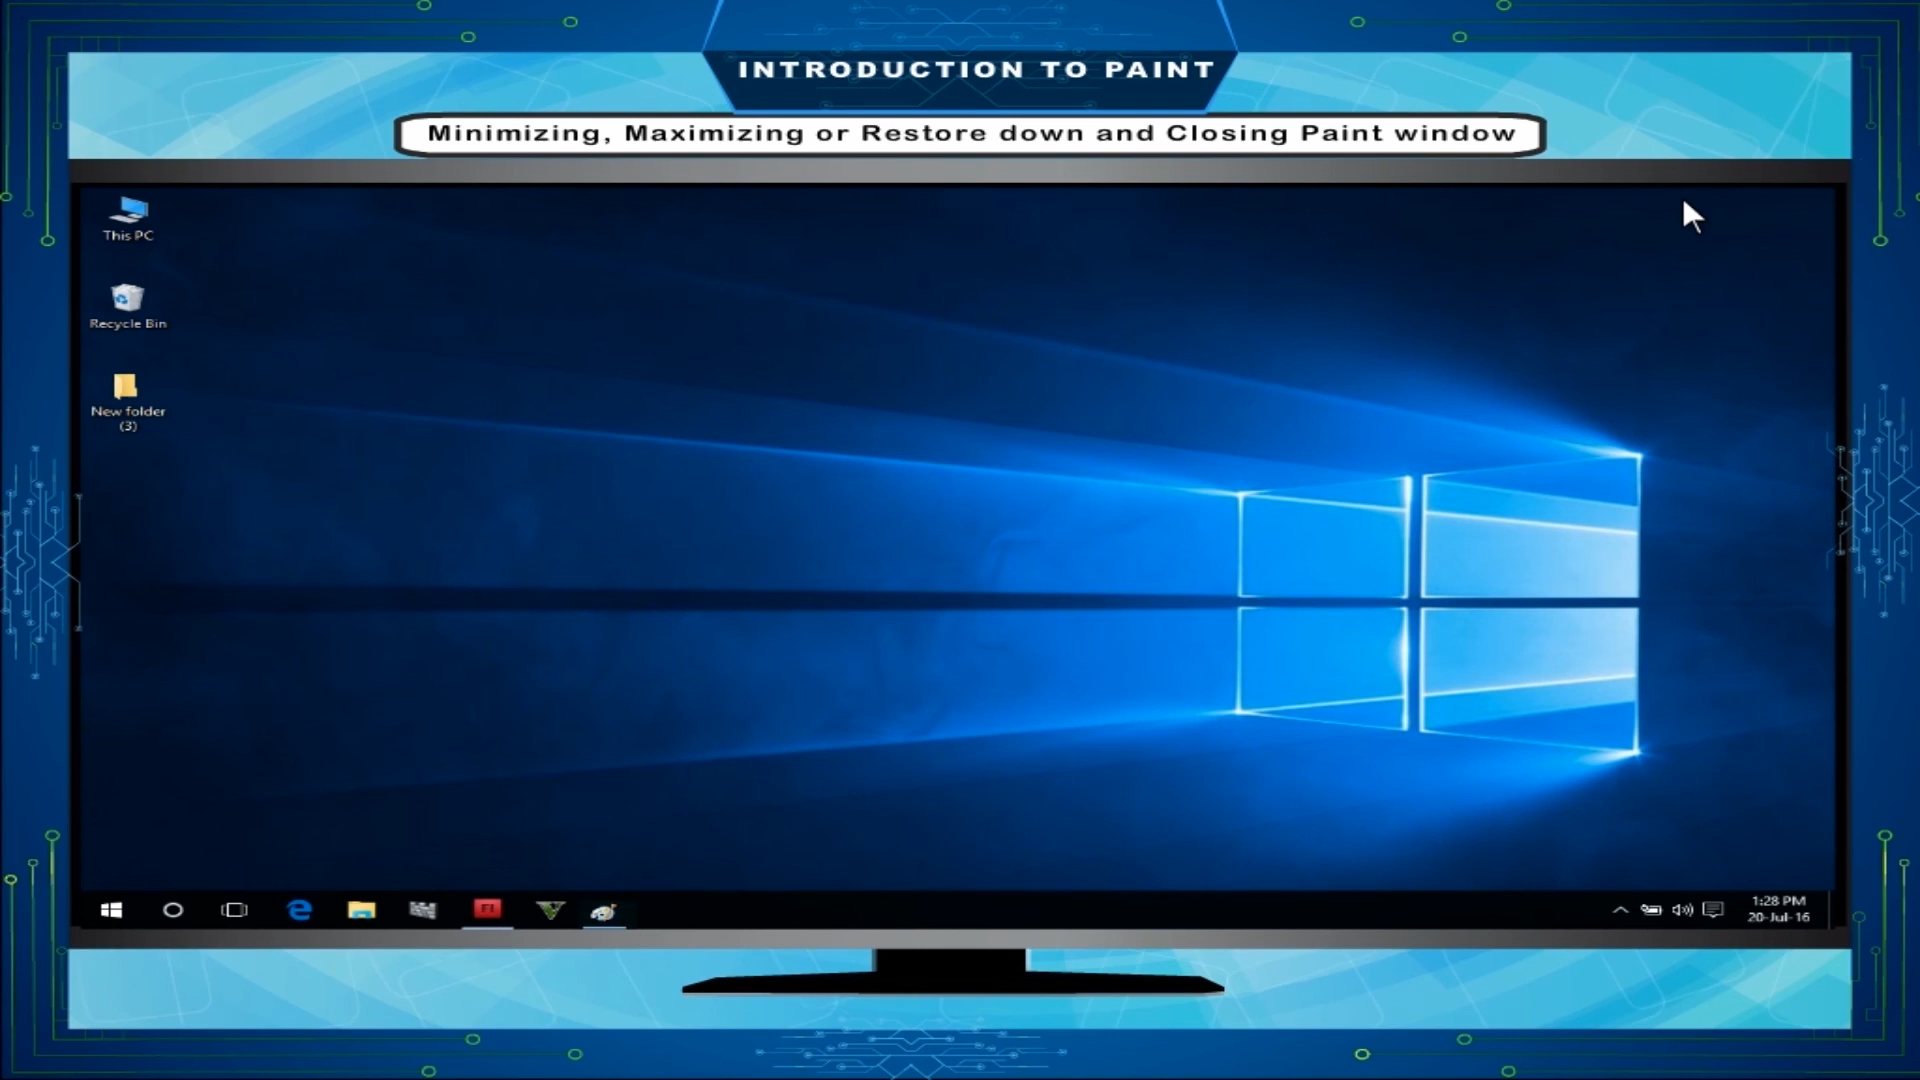 INTRODUCTION TO PAINT
Minimizing, Maximizing or Restore down and Closing Paint window
This PC
Recycle Bin
New folder
(3)
Fl
1:28 PM
20-Jul-16